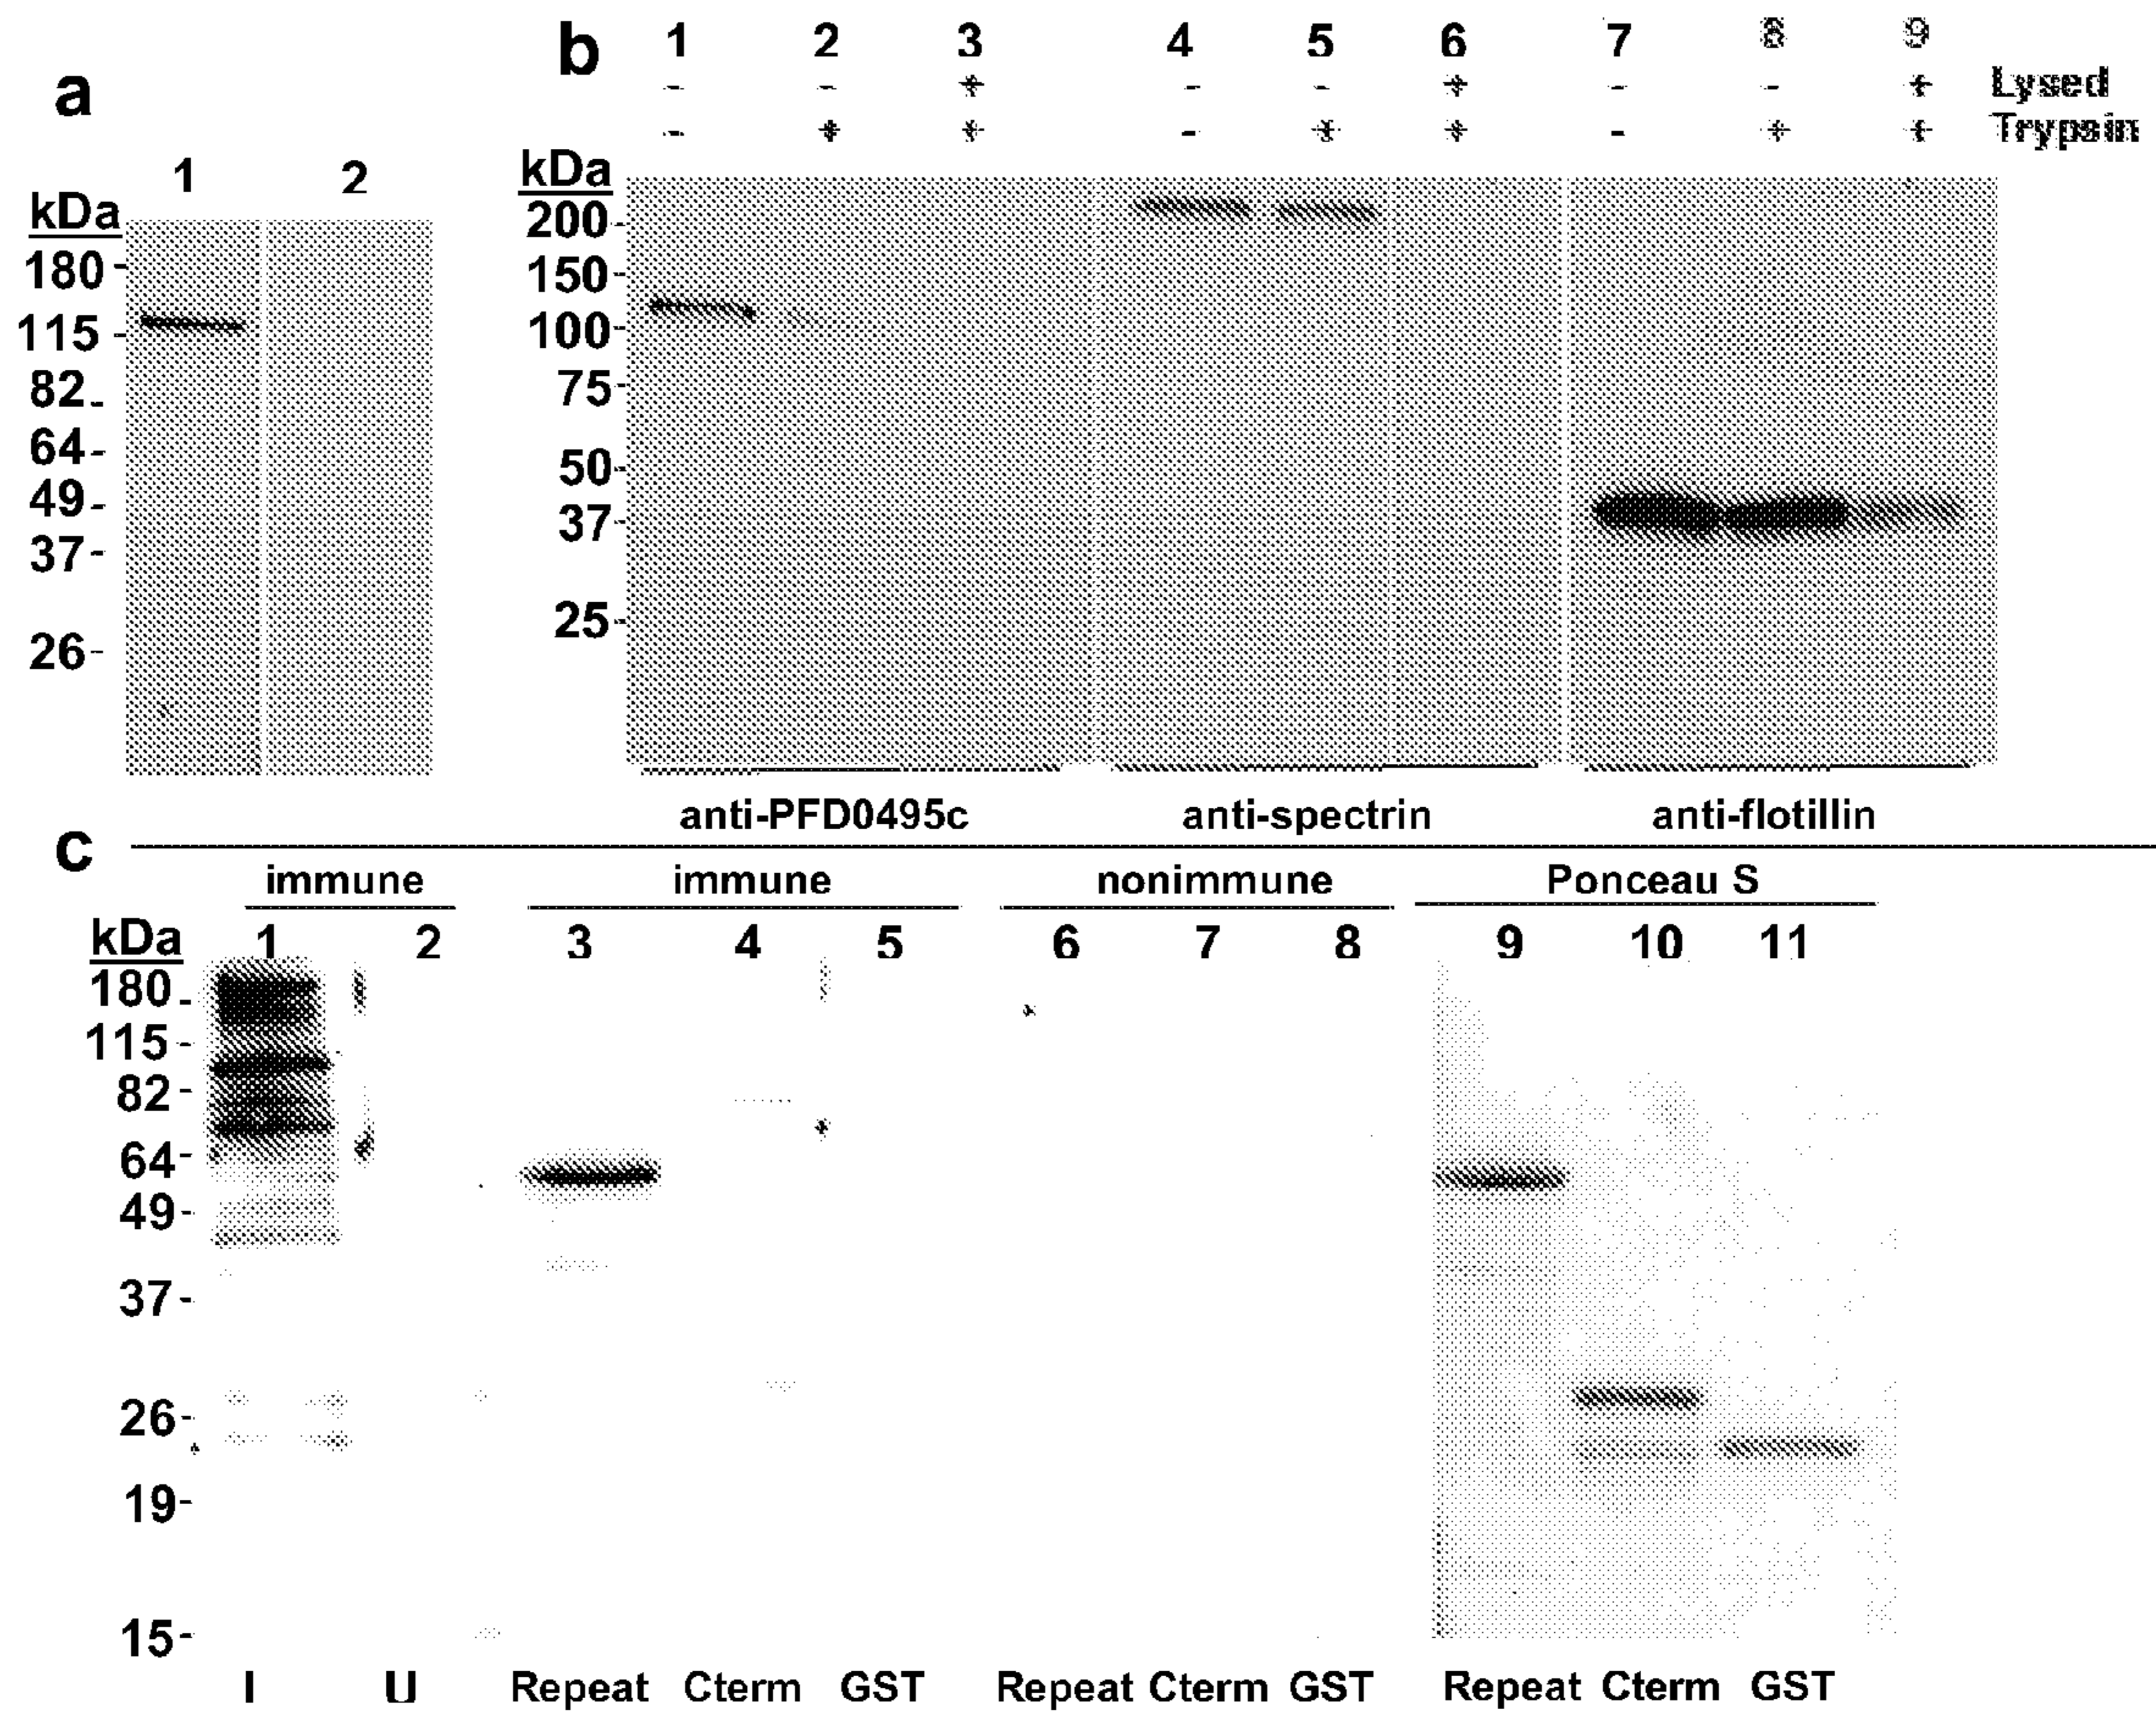 a
1 2
kDa
180
115
82
64
49
37
26
b
1 2 3 4 5 6 7 8 9
- - + - - + - - + Lysed
- + + - + + - + + Trypsin
kDa
200
150
100
75
50
37
25
anti-PFD0495c anti-spectrin anti-flotillin
c
immune immune nonimmune Ponceau S
kDa 1 2 3 4 5 6 7 8 9 10 11
180
115
82
64
49
37
26
19
15
I U Repeat Cterm GST Repeat Cterm GST Repeat Cterm GST